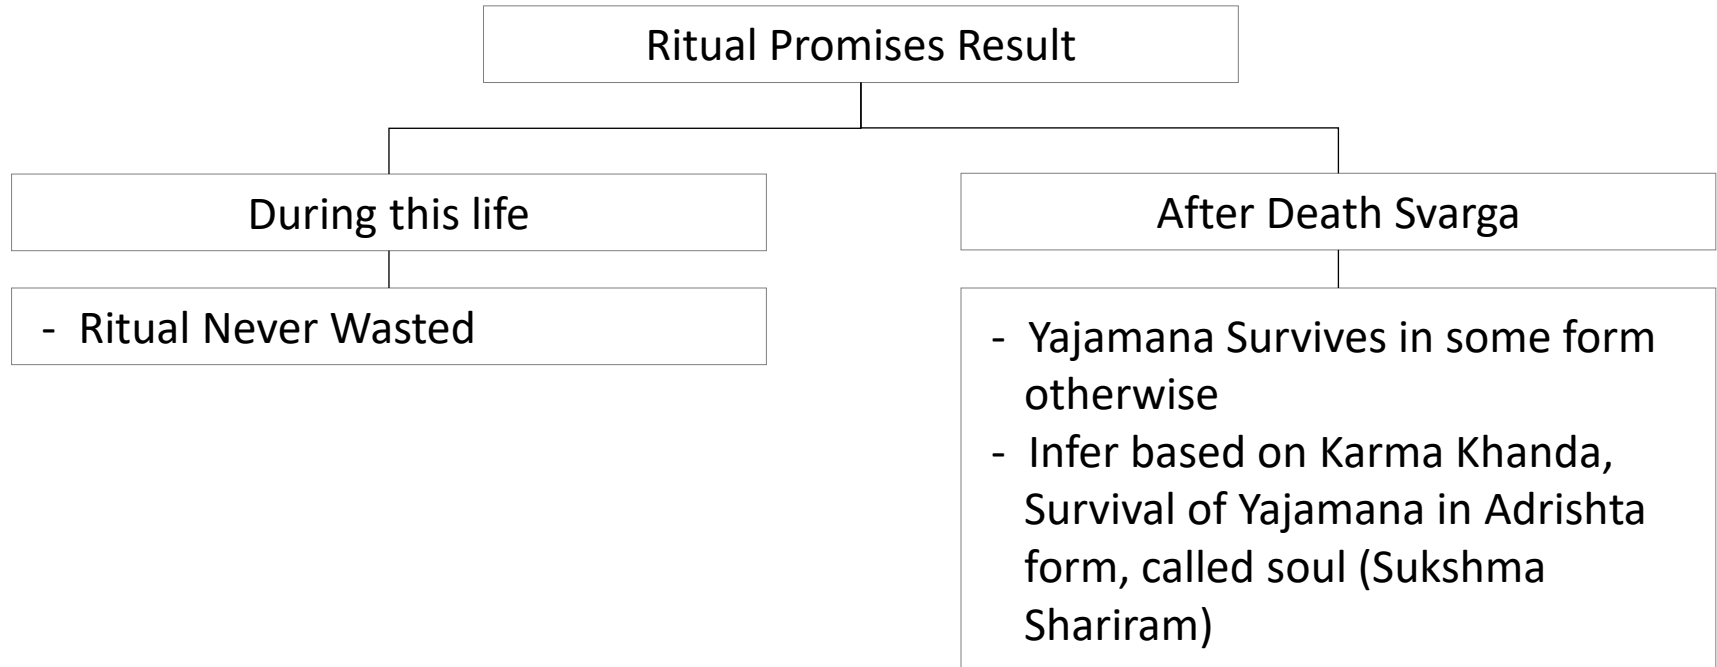 Ritual Promises Result
During this life
- Ritual Never Wasted
After Death Svarga
- Yajamana Survives in some form
otherwise
- Infer based on Karma Khanda,
Survival of Yajamana in Adrishta
form, called soul (Sukshma
Shariram)